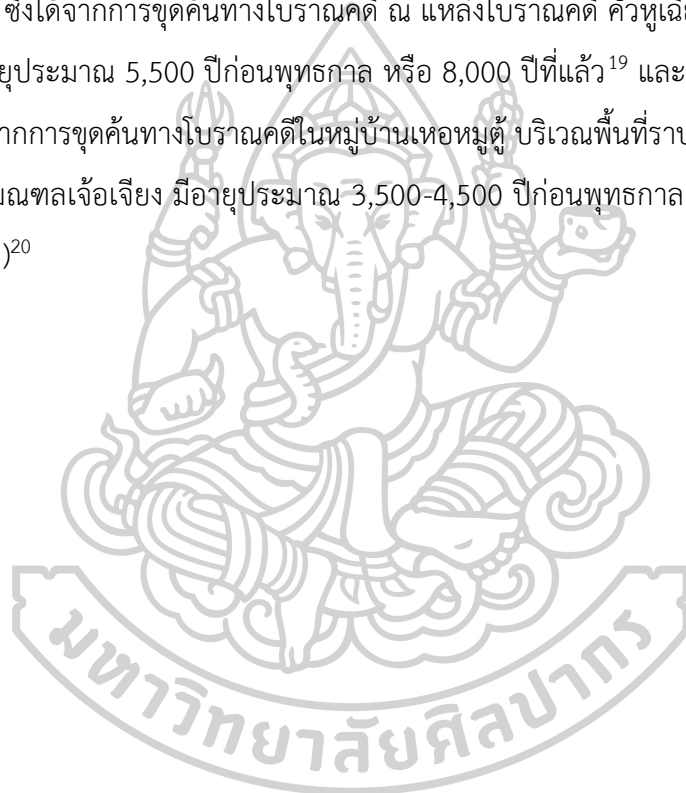 ซึ่งได้จากการขุดค้นทางโบราณคดี ณ แหล่งโบราณคดี
อายุประมาณ 5,500 ปีก่อนพุทธกาล หรือ 8,000 ปีที่แล้ว19 และ
จากการขุดค้นทางโบราณคดีในหมู่บ้านเหอหมูตู้ บริเวณพื้นที่ราบ
มณฑลเจ้อเจียง มีอายุประมาณ 3,500-4,500 ปีก่อนพุทธกาล
)20
มหาวิทยาลัยศิลปากร